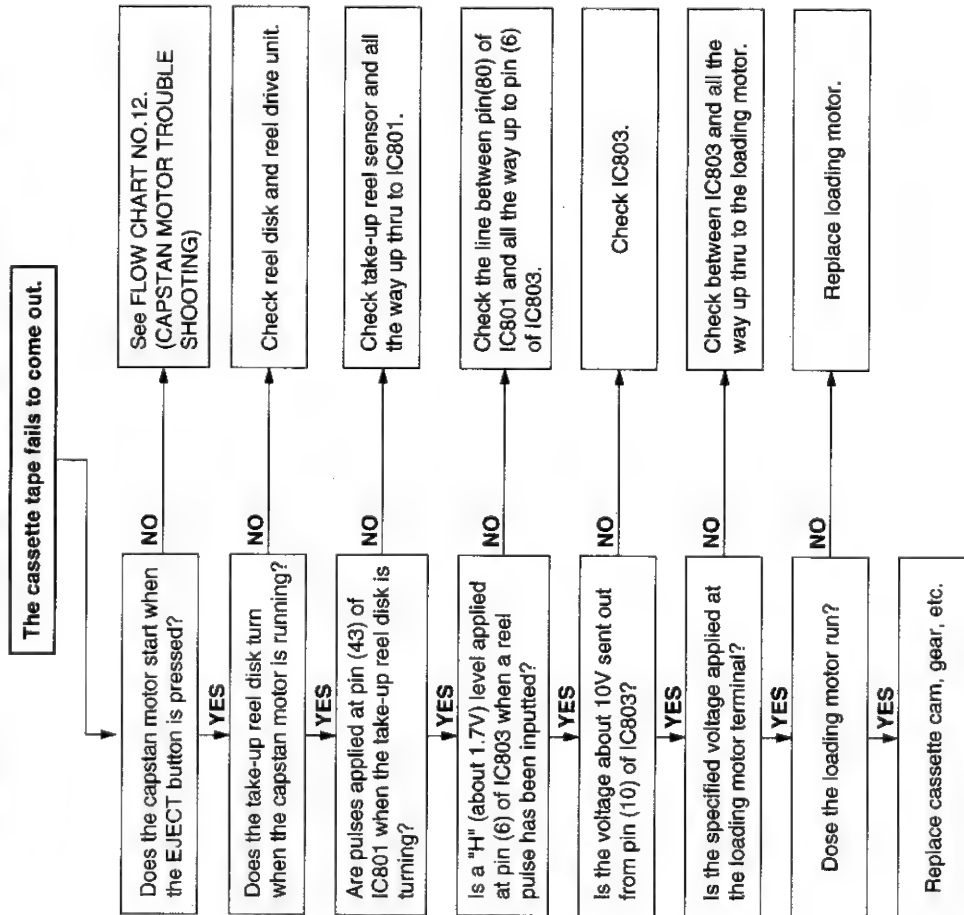 The cassette tape fails to come out.
Does the capstan motor start when
the EJECT button is pressed?
NO
See FLOW CHART NO.12.
(CAPSTAN MOTOR TROUBLE
SHOOTING)
YES
Does the take-up reel disk turn
when the capstan motor is running?
NO
Check reel disk and reel drive unit.
YES
Are pulses applied at pin (43) of
IC801 when the take-up reel disk is
turning?
NO
Check take-up reel sensor and all
the way up thru to IC801.
YES
Is a "H" (about 1.7V) level applied
at pin (6) of IC803 when a reel
pulse has been inputted?
NO
Check the line between pin(80) of
IC801 and all the way up to pin (6)
of IC803.
YES
Is the voltage about 10V sent out
from pin (10) of IC803?
NO
Check IC803.
YES
Is the specified voltage applied at
the loading motor terminal?
NO
Check between IC803 and all the
way up thru to the loading motor.
YES
Dose the loading motor run?
NO
Replace loading motor.
YES
Replace cassette cam, gear, etc.